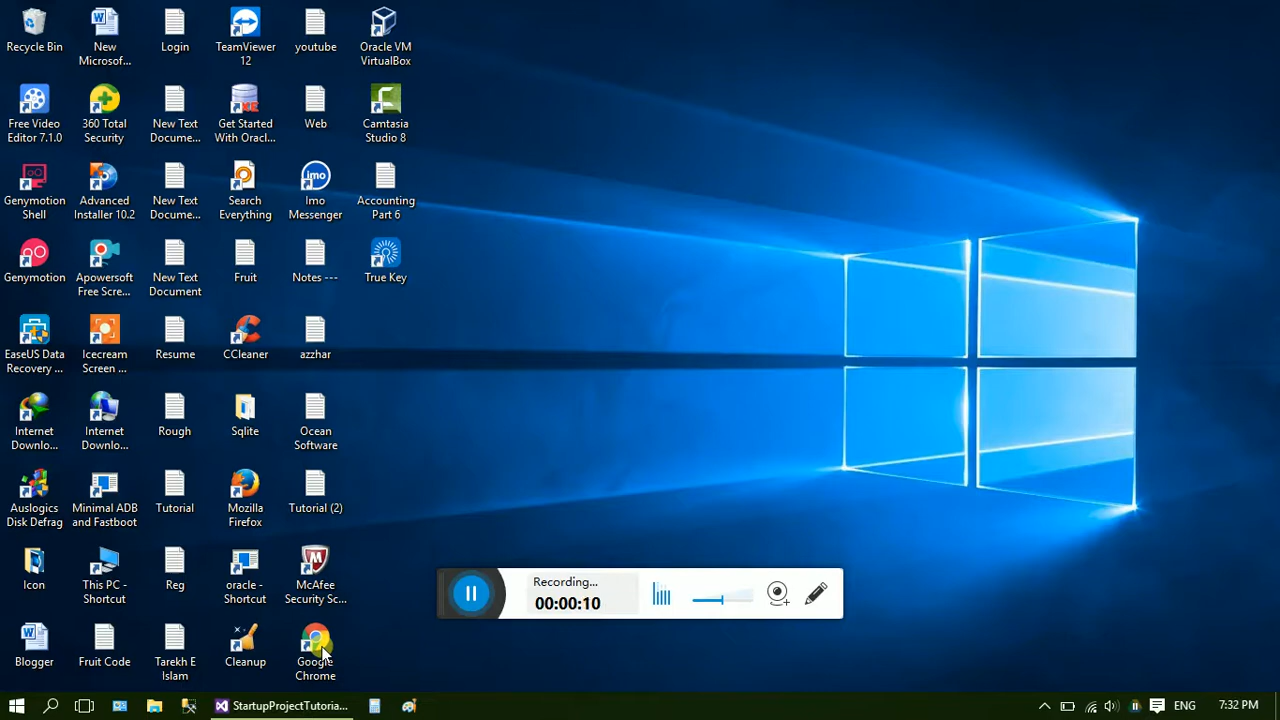 Recycle Bin
New
Microsof...
Login
TeamViewer
12
youtube
Oracle VM
VirtualBox
Free Video
Editor 7.1.0
360 Total
Security
New Text
Docume...
Get Started
With Oracl...
Web
Camtasia
Studio 8
Genymotion
Shell
Advanced
Installer 10.2
New Text
Docume...
Search
Everything
imo
Imo
Messenger
Accounting
Part 6
Genymotion
Apowersoft
Free Scre...
New Text
Document
Fruit
Notes ---
True Key
EaseUS Data
Recovery ...
Icecream
Screen ...
Resume
CCleaner
azzhar
Internet
Downlo...
Internet
Downlo...
Rough
Sqlite
Ocean
Software
Auslogics
Disk Defrag
Minimal ADB
and Fastboot
Tutorial
Mozilla
Firefox
Tutorial (2)
Icon
This PC -
Shortcut
Reg
oracle -
Shortcut
McAfee
Security Sc...
Blogger
Fruit Code
Tarekh E
Islam
Cleanup
Google
Chrome
Recording...
00:00:10
StartupProjectTutoria...
ENG
7:32 PM